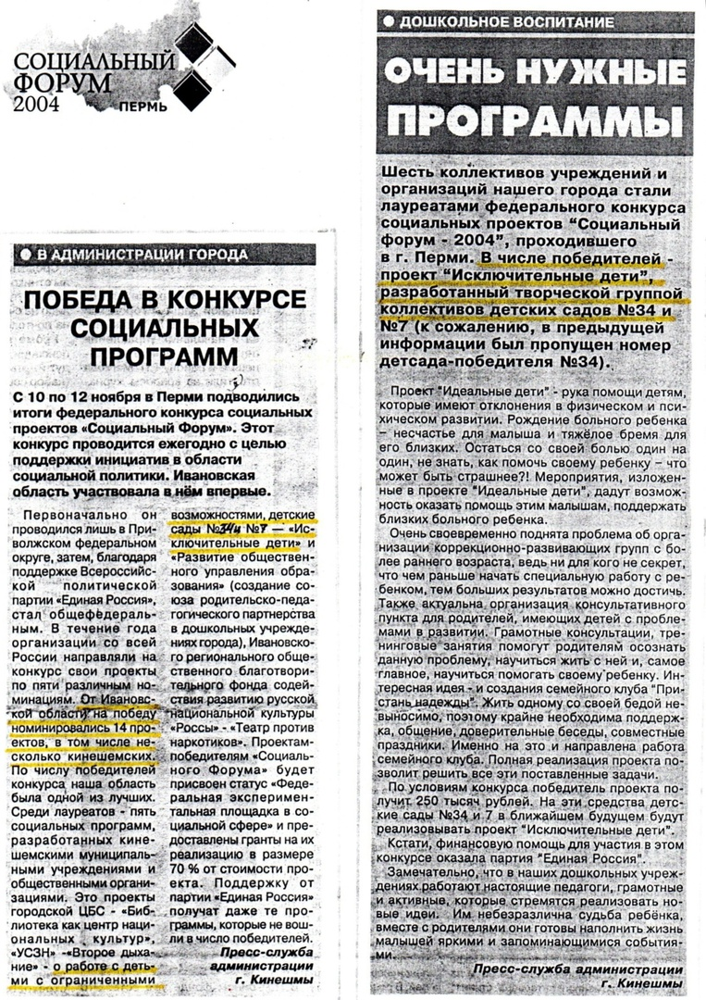 СОЦИАЛЬНЫЙ
ФОРУМ
2004 ПЕРМЬ
● В АДМИНИСТРАЦИИ ГОРОДА
ПОБЕДА В КОНКУРСЕ
СОЦИАЛЬНЫХ
ПРОГРАММ
С 10 по 12 ноября в Перми подводились
итоги федерального конкурса социальных
проектов «Социальный Форум». Этот
конкурс проводится ежегодно с целью
поддержки инициатив в области
социальной политики. Ивановская
область участвовала в нём впервые.
Первоначально он
проводился лишь в При-
волжском федеральном
округе, затем, благодаря
поддержке Всероссийс-
кой политической
партии «Единая Россия»,
стал общефедераль-
ным. В течение года
организации со всей
России направляли на
конкурс свои проекты
по пяти различным но-
минациям. От Ивановс-
кой области на победу
номинировались 14 про-
ектов, в том числе не-
сколько кинешемских.
По числу победителей
конкурса наша область
была одной из лучших.
Среди лауреатов - пять
социальных программ,
разработанных кине-
шемскими муниципаль-
ными учреждениями и
общественными органи-
зациями. Это проекты
городской ЦБС - «Биб-
лиотека как центр наци-
ональных культур»,
«УСЗН» -«Второе дыха-
ние» - о работе с деть-
ми с ограниченными
возможностями, детские
сады №34и №7 — «Ис-
ключительные дети» и
«Развитие обществен-
ного управления обра-
зования» (создание со-
юза родительско-педа-
гогического партнерства
в дошкольных учрежде-
ниях города), Ивановско-
го регионального обще-
ственного благотвори-
тельного фонда содей-
ствия развитию русской
национальной культуры
«Россы» - «Театр против
наркотиков». Проектам-
победителям «Социаль-
ного Форума» будет
присвоен статус «Феде-
ральная эксперимен-
тальная площадка в со-
циальной сфере» и пре-
доставлены гранты на их
реализацию в размере
70 % от стоимости про-
екта. Поддержку от
партии «Единая Россия»
получат даже те про-
граммы, которые не вош-
ли в число победителей.
Пресс-служба
администрации
г. Кинешмы
● ДОШКОЛЬНОЕ ВОСПИТАНИЕ
ОЧЕНЬ НУЖНЫЕ
ПРОГРАММЫ
Шесть коллективов учреждений и
организаций нашего города стали
лауреатами федерального конкурса
социальных проектов "Социальный
форум - 2004", проходившего
в г. Перми. В числе победителей -
проект "Исключительные дети",
разработанный творческой группой
коллективов детских садов №34 и
№7 (к сожалению, в предыдущей
информации был пропущен номер
детсада-победителя №34).
Проект "Идеальные дети" - рука помощи детям,
которые имеют отклонения в физическом и пси-
хическом развитии. Рождение больного ребенка
– несчастье для малыша и тяжёлое бремя для
его близких. Остаться со своей болью один на
один, не знать, как помочь своему ребенку – что
может быть страшнее?! Мероприятия, изложен-
ные в проекте "Идеальные дети", дадут возмож-
ность оказать помощь этим малышам, поддержать
близких больного ребенка.
Очень своевременно поднята проблема об ор-
ганизации коррекционно-развивающих групп с бо-
лее раннего возраста, ведь ни для кого не секрет,
что чем раньше начать специальную работу с ре-
бенком, тем больших результатов можно достичь.
Также актуальна организация консультативного
пункта для родителей, имеющих детей с пробле-
мами в развитии. Грамотные консультации, тре-
нинговые занятия помогут родителям осознать
данную проблему, научиться жить с ней и, самое
главное, научиться помогать своему ребенку. Ин-
тересная идея - и создания семейного клуба "При-
стань надежды". Жить одному со своей бедой не-
выносимо, поэтому крайне необходима поддерж-
ка, общение, доверительные беседы, совместные
праздники. Именно на это и направлена работа
семейного клуба. Полная реализация проекта по-
зволит решить все эти поставленные задачи.
По условиям конкурса победитель проекта по-
лучит 250 тысяч рублей. На эти средства детс-
кие сады №34 и 7 в ближайшем будущем будут
реализовывать проект "Исключительные дети".
Кстати, финансовую помощь для участия в этом
конкурсе оказала партия "Единая Россия".
Замечательно, что в наших дошкольных учреж-
дениях работают настоящие педагоги, грамотные
и активные, которые стремятся реализовать но-
вые идеи. Им небезразлична судьба ребёнка,
вместе с родителями они готовы наполнить жизнь
малышей яркими и запоминающимися события-
ми.
Пресс-служба администрации
г. Кинешмы